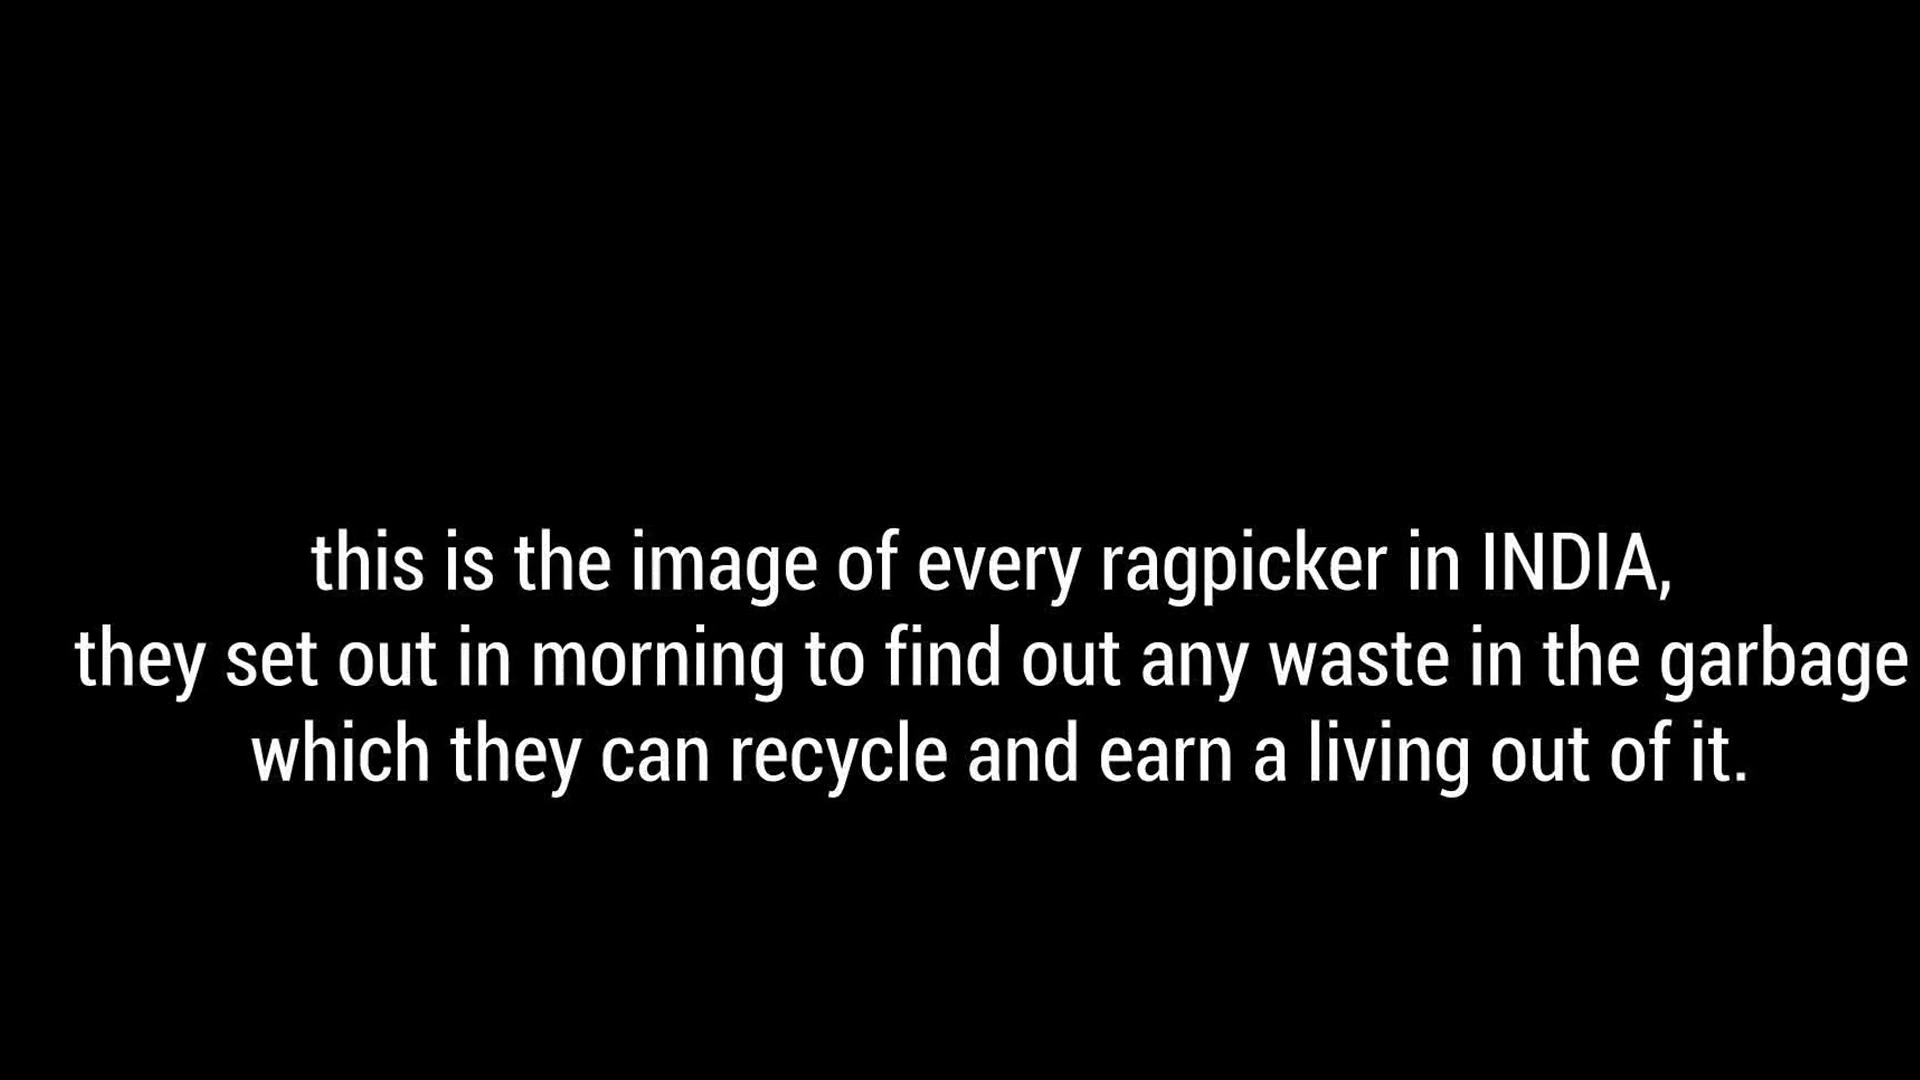 this is the image of every ragpicker in INDIA,
they set out in morning to find out any waste in the garbage
which they can recycle and earn a living out of it.